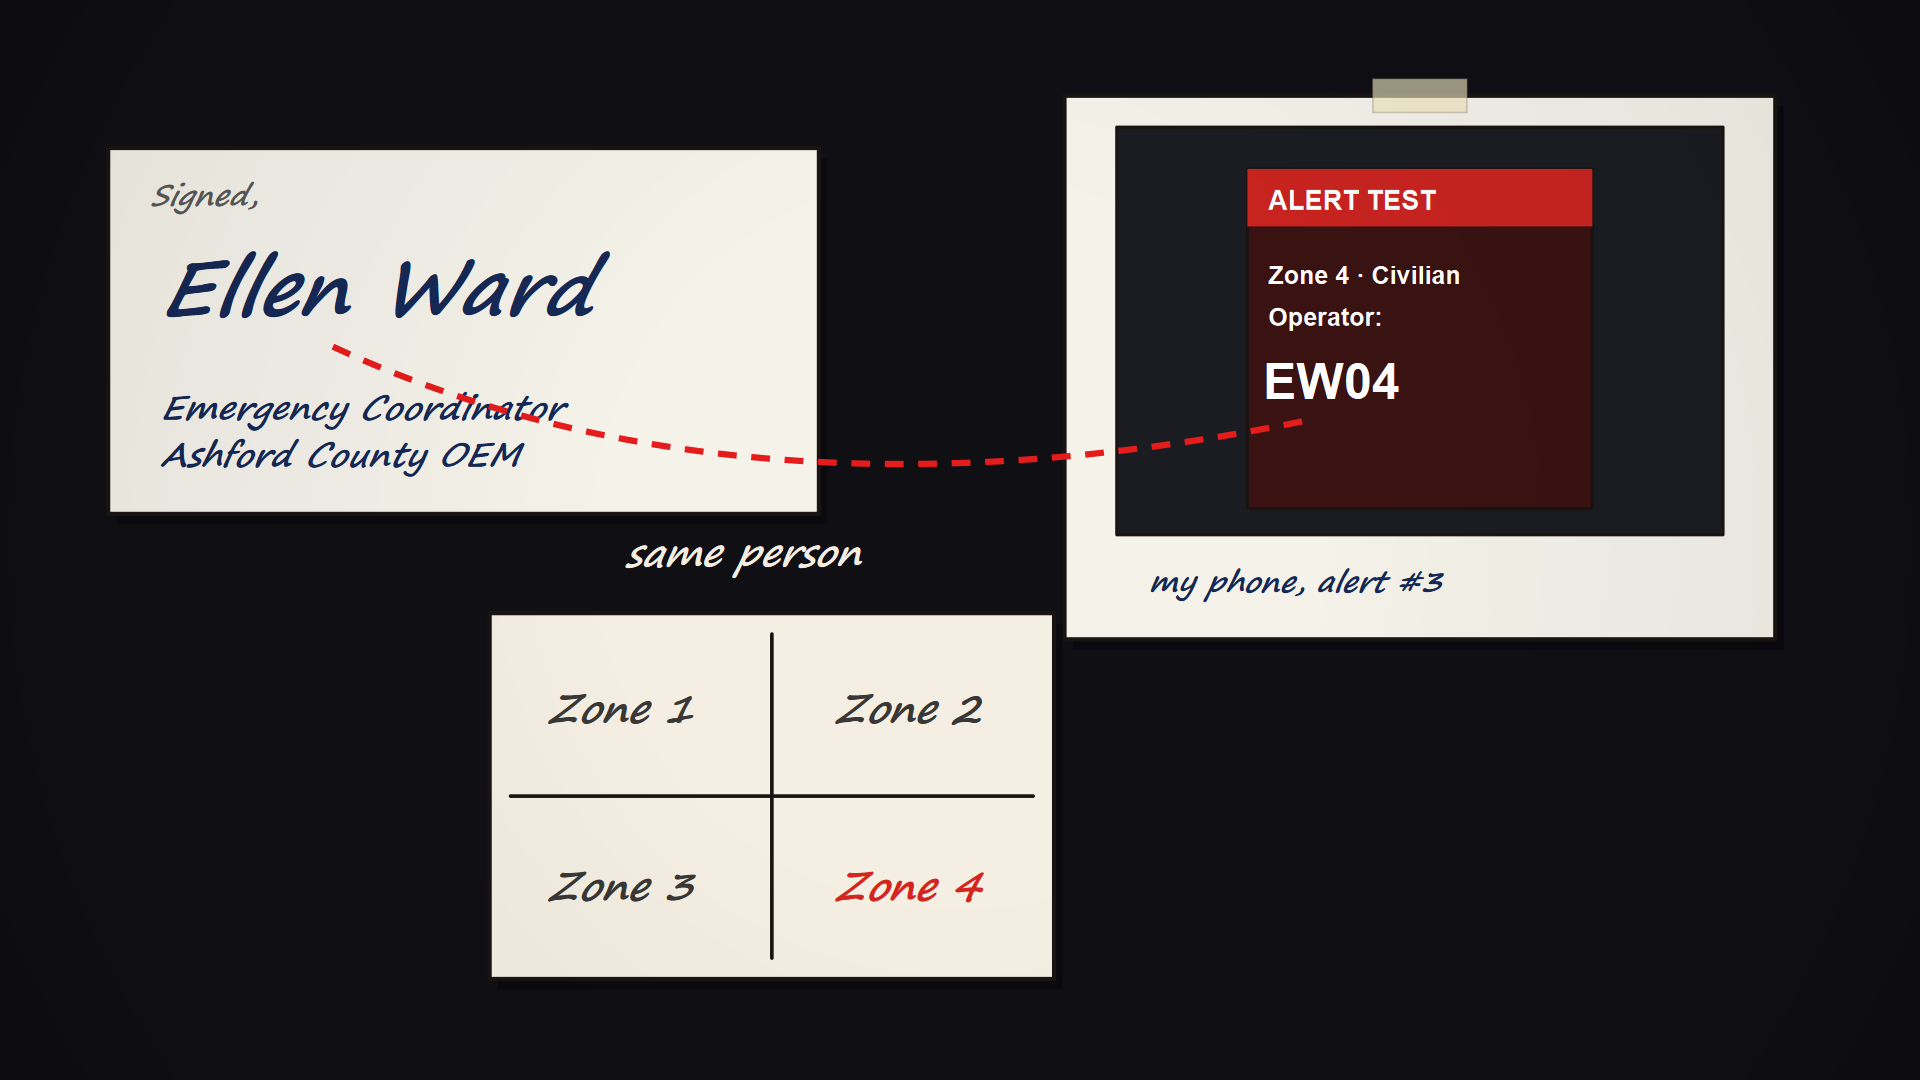 Signed,
Ellen Ward
Emergency Coordinator
Ashford County OEM
ALERT TEST
Zone 4 · Civilian
Operator:
EW04
my phone, alert #3
same person
Zone 1
Zone 2
Zone 3
Zone 4